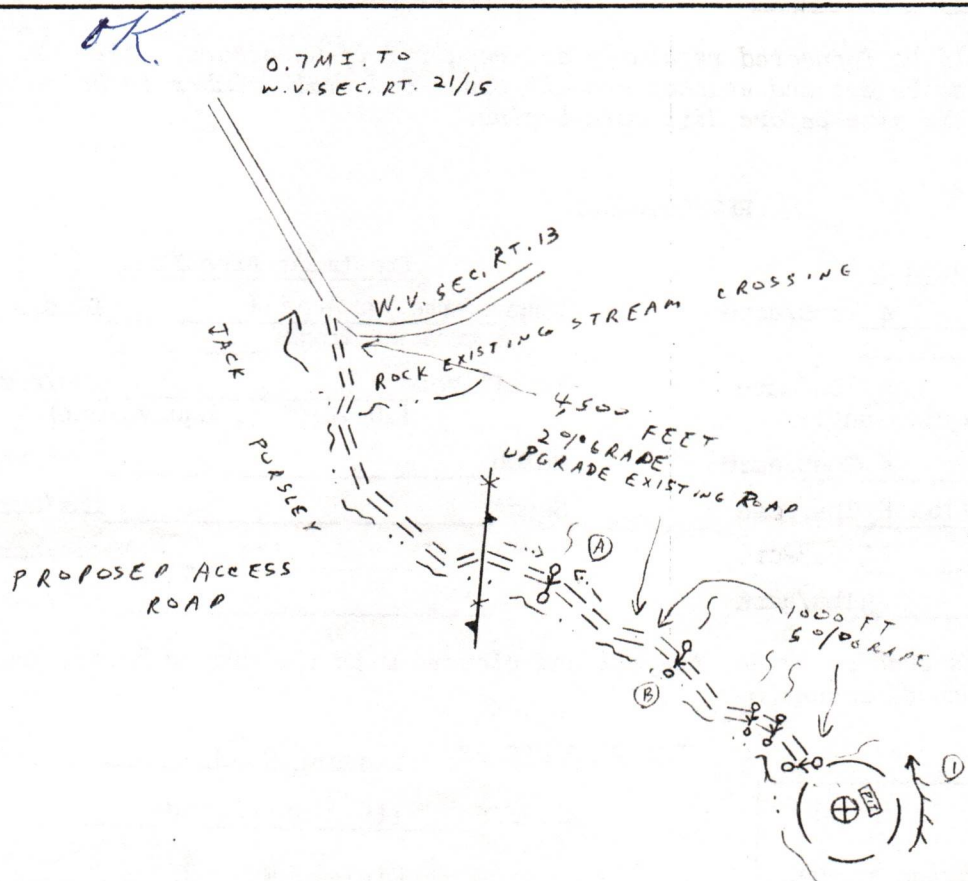 OK.
0.7 MI. TO
W.V. SEC. RT. 21/15
W.V. SEC. RT. 13
ROCK EXISTING STREAM CROSSING
JACK
PURSLEY
4,500 FEET
2% GRADE
UPGRADE EXISTING ROAD
A
PROPOSED ACCESS
ROAD
1000 FT
5% GRADE
B
1
PIT